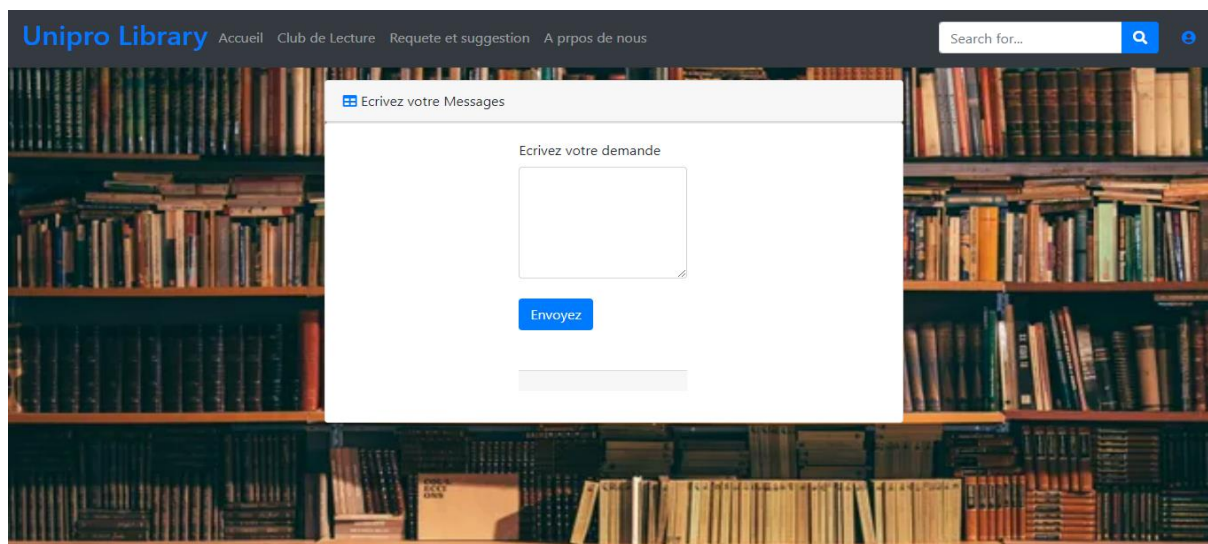 Unipro Library Accueil Club de Lecture Requete et suggestion A prpos de nous Search for...
Ecrivez votre Messages
Ecrivez votre demande
Envoyez